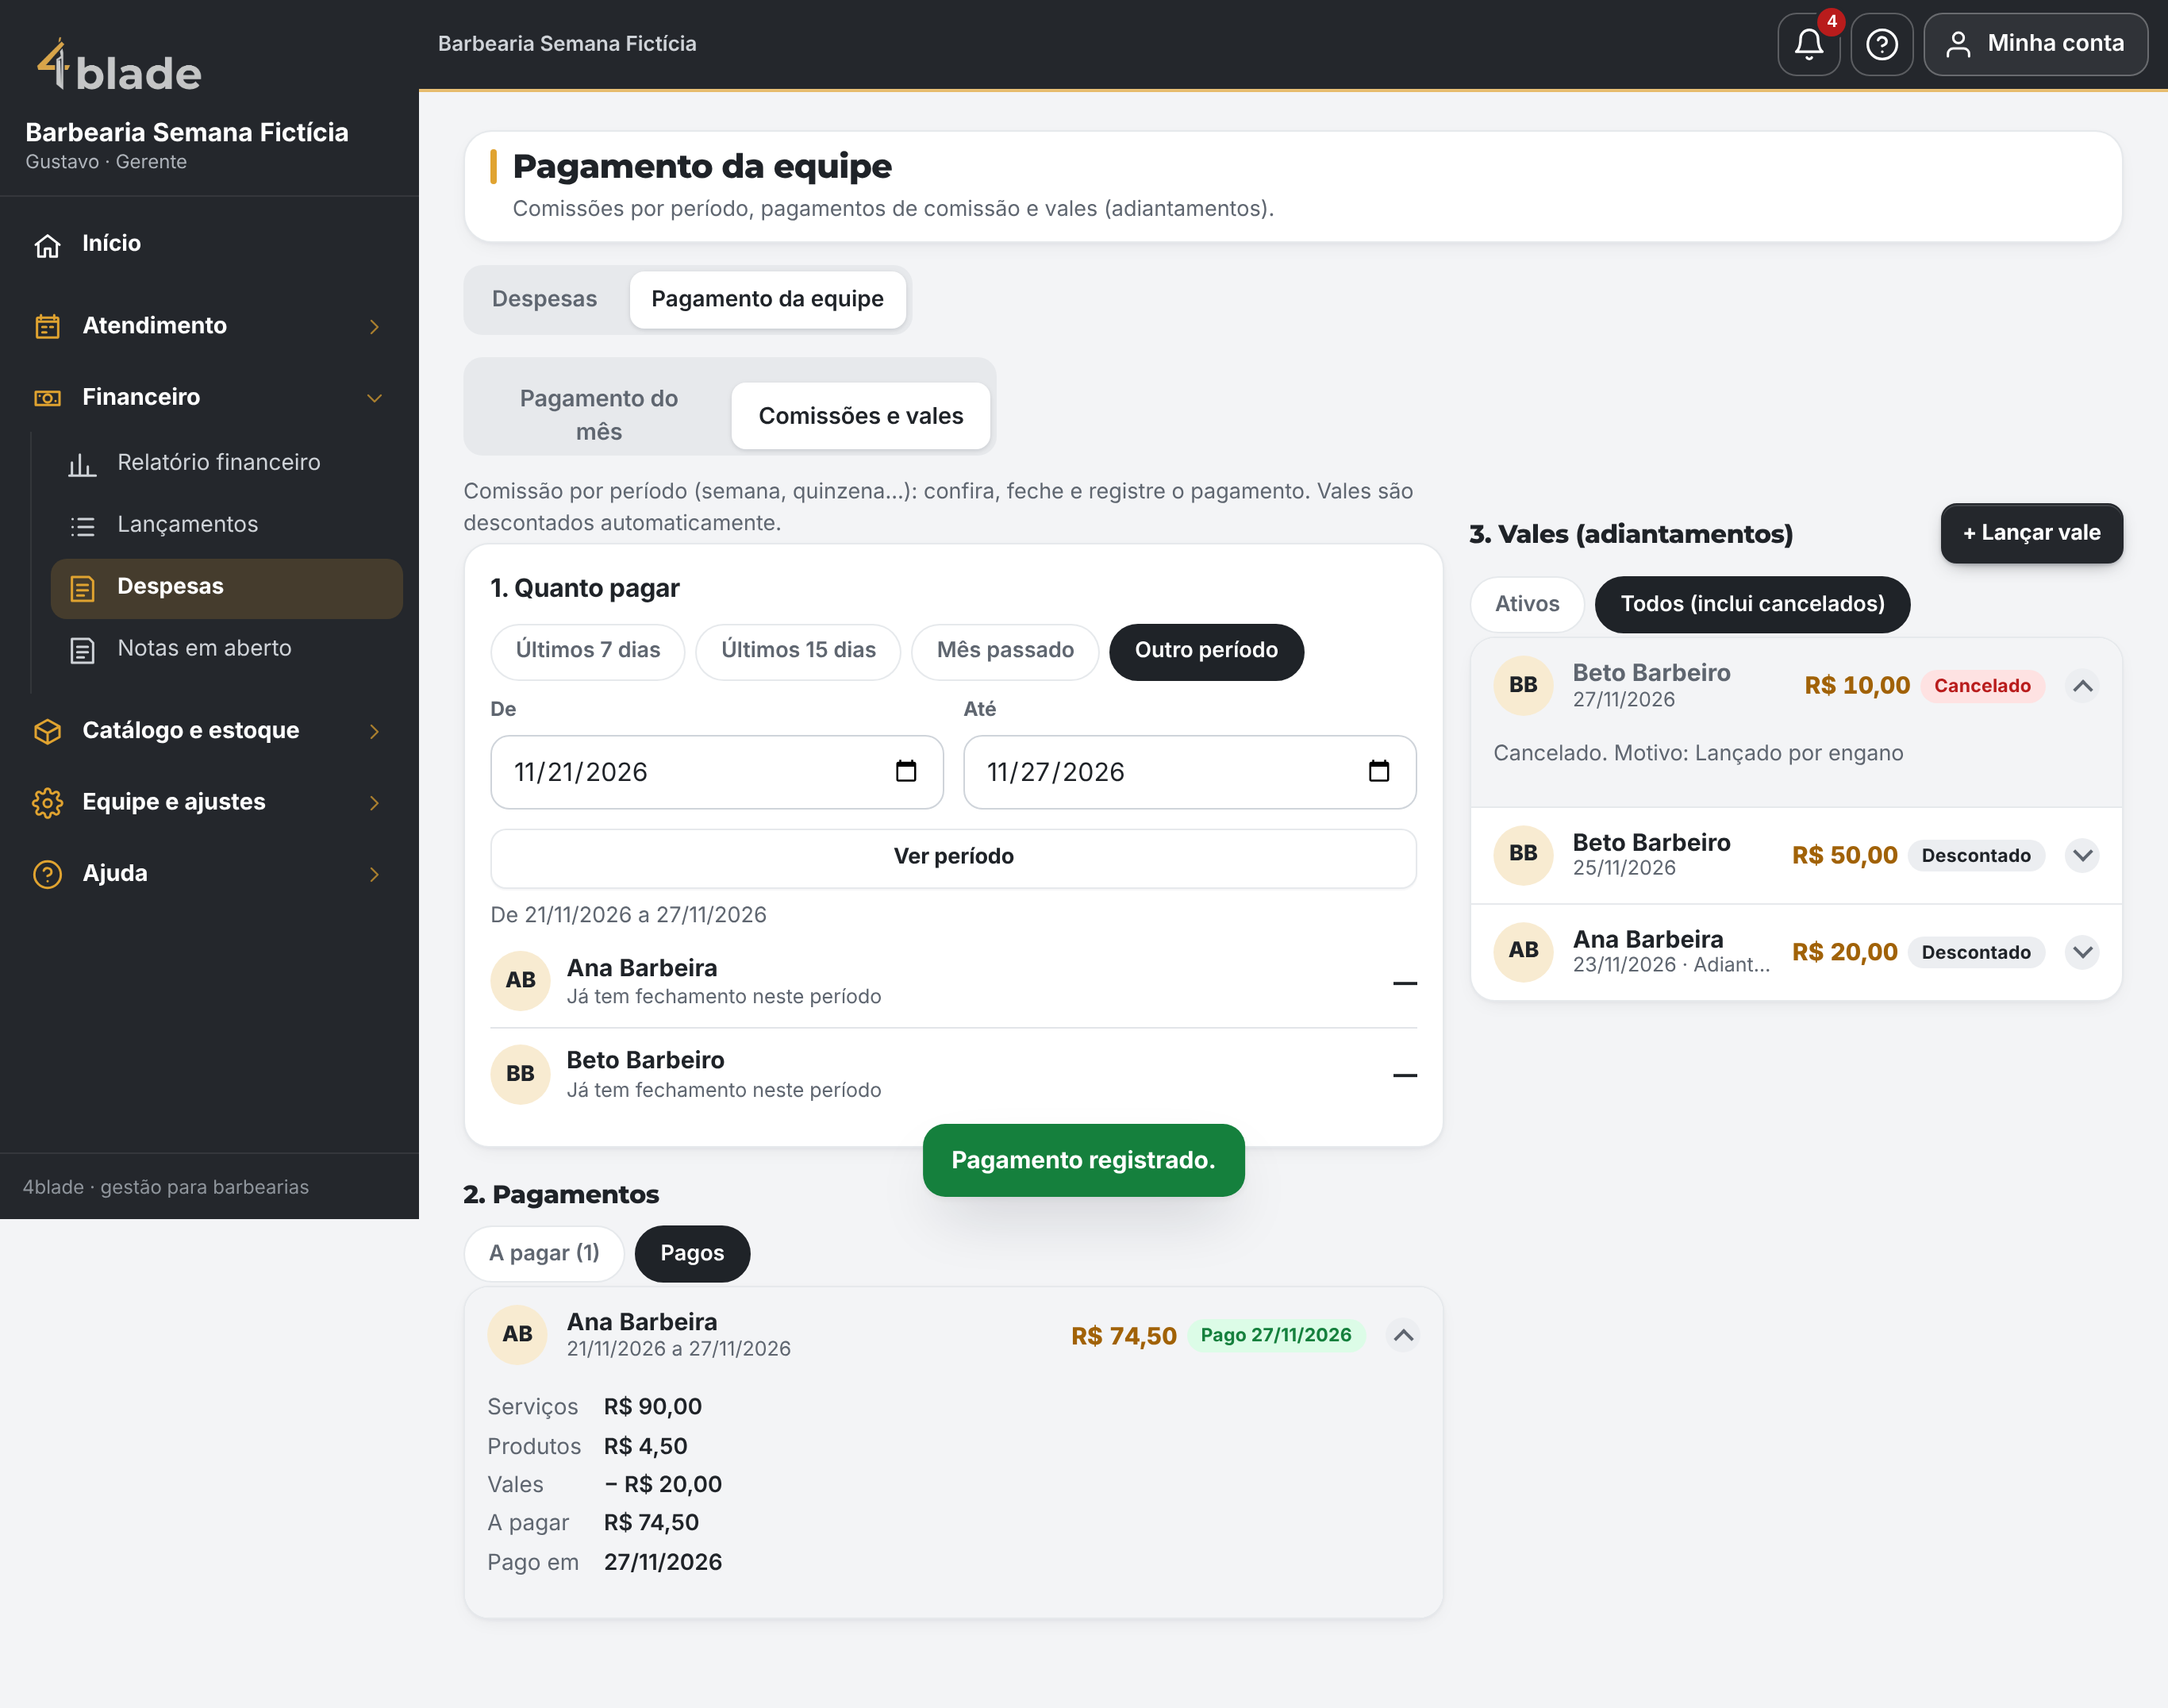 4blade
Barbearia Semana Fictícia
Gustavo · Gerente
Início
Atendimento
Financeiro
Relatório financeiro
Lançamentos
Despesas
Notas em aberto
Catálogo e estoque
Equipe e ajustes
Ajuda
4blade · gestão para barbearias
Barbearia Semana Fictícia
4
Minha conta
Pagamento da equipe
Comissões por período, pagamentos de comissão e vales (adiantamentos).
Despesas
Pagamento da equipe
Pagamento do
mês
Comissões e vales
Comissão por período (semana, quinzena...): confira, feche e registre o pagamento. Vales são
descontados automaticamente.
1. Quanto pagar
Últimos 7 dias
Últimos 15 dias
Mês passado
Outro período
De
Até
11/21/2026
11/27/2026
Ver período
De 21/11/2026 a 27/11/2026
AB
Ana Barbeira
Já tem fechamento neste período
—
BB
Beto Barbeiro
Já tem fechamento neste período
—
Pagamento registrado.
2. Pagamentos
A pagar (1)
Pagos
AB
Ana Barbeira
21/11/2026 a 27/11/2026
R$ 74,50
Pago 27/11/2026
Serviços R$ 90,00
Produtos R$ 4,50
Vales − R$ 20,00
A pagar R$ 74,50
Pago em 27/11/2026
3. Vales (adiantamentos)
+ Lançar vale
Ativos
Todos (inclui cancelados)
BB
Beto Barbeiro
27/11/2026
R$ 10,00
Cancelado
Cancelado. Motivo: Lançado por engano
BB
Beto Barbeiro
25/11/2026
R$ 50,00
Descontado
AB
Ana Barbeira
23/11/2026 · Adiant...
R$ 20,00
Descontado